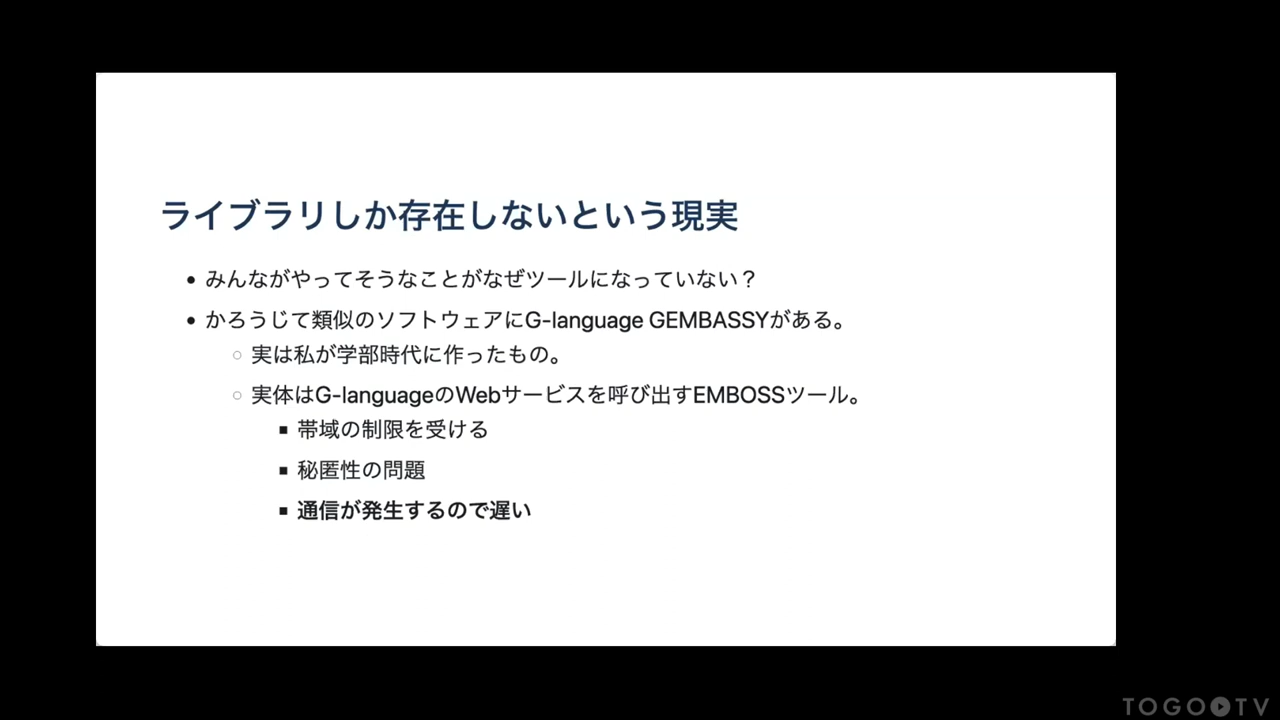 ライブラリしか存在しないという現実
• みんながやってそうなことがなぜツールになっていない？
• かろうじて類似のソフトウェアにG-language GEMBASSYがある。
○ 実は私が学部時代に作ったもの。
○ 実体はG-languageのWebサービスを呼び出すEMBOSSツール。
■ 帯域の制限を受ける
■ 秘匿性の問題
■ 通信が発生するので遅い
TOGOTV